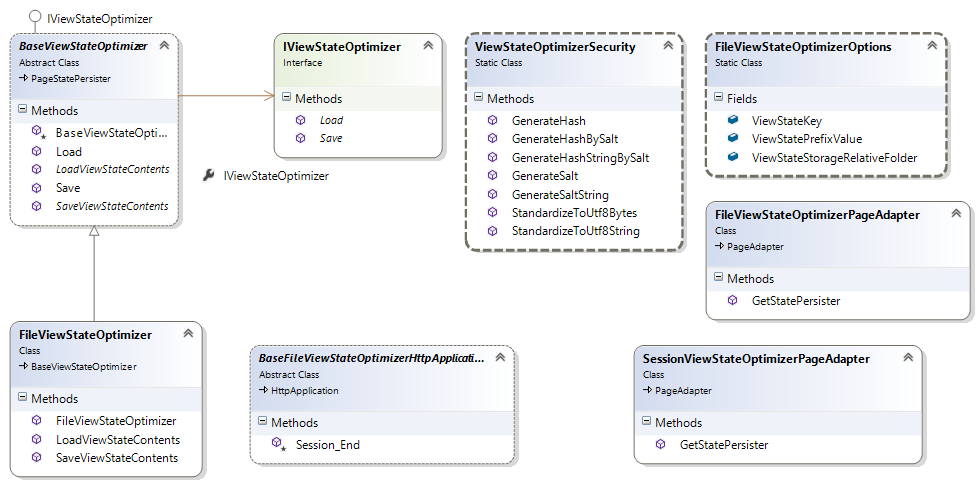 IViewStateOptimizer
BaseViewStateOptimizer
Abstract Class
PageStatePersister
Methods
BaseViewStateOpti...
Load
LoadViewStateContents
Save
SaveViewStateContents
IViewStateOptimizer
Interface
Methods
Load
Save
IViewStateOptimizer
ViewStateOptimizerSecurity
Static Class
Methods
GenerateHash
GenerateHashBySalt
GenerateHashStringBySalt
GenerateSalt
GenerateSaltString
StandardizeToUtf8Bytes
StandardizeToUtf8String
FileViewStateOptimizerOptions
Static Class
Fields
ViewStateKey
ViewStatePrefixValue
ViewStateStorageRelativeFolder
FileViewStateOptimizerPageAdapter
Class
PageAdapter
Methods
GetStatePersister
FileViewStateOptimizer
Class
BaseViewStateOptimizer
Methods
FileViewStateOptimizer
LoadViewStateContents
SaveViewStateContents
BaseFileViewStateOptimizerHttpApplicati...
Abstract Class
HttpApplication
Methods
Session_End
SessionViewStateOptimizerPageAdapter
Class
PageAdapter
Methods
GetStatePersister